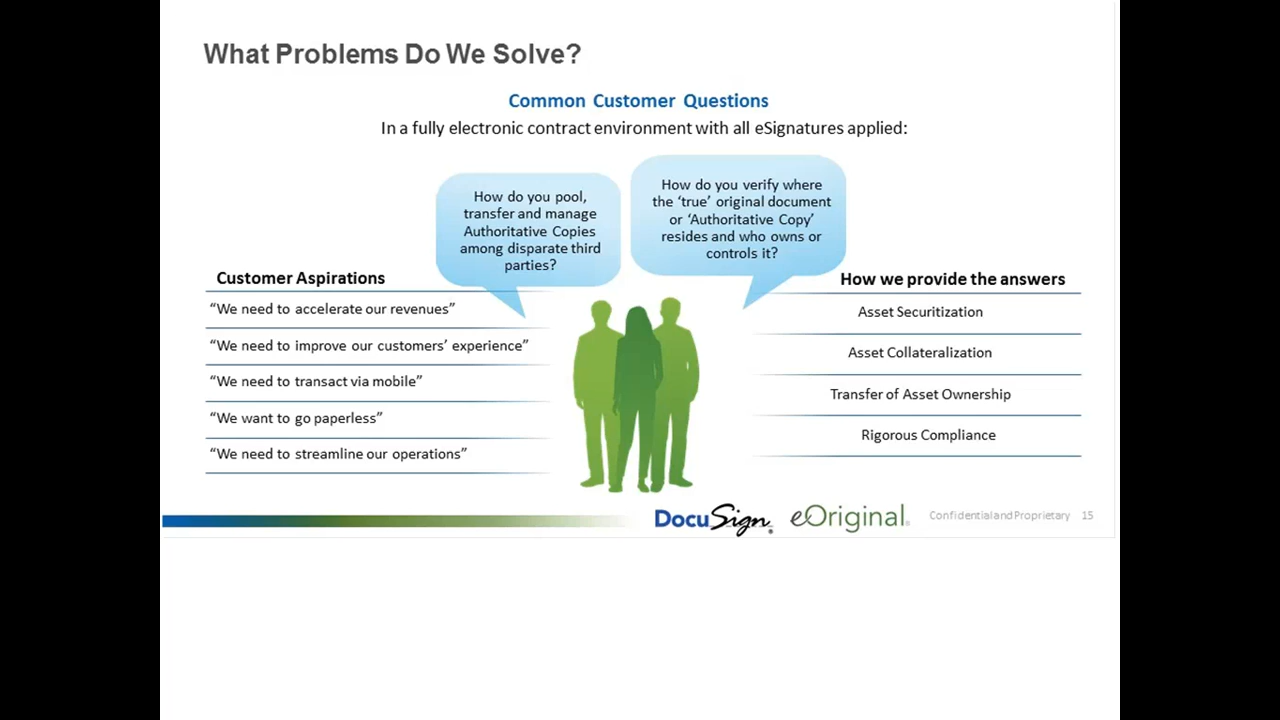 What Problems Do We Solve?
Common Customer Questions
In a fully electronic contract environment with all eSignatures applied:
How do you pool,
transfer and manage
Authoritative Copies
among disparate third
parties?
How do you verify where
the ‘true’ original document
or ‘Authoritative Copy’
resides and who owns or
controls it?
Customer Aspirations
“We need to accelerate our revenues”
“We need to improve our customers’ experience”
“We need to transact via mobile”
“We want to go paperless”
“We need to streamline our operations”
How we provide the answers
Asset Securitization
Asset Collateralization
Transfer of Asset Ownership
Rigorous Compliance
DocuSign®
eOriginal®
Confidential and Proprietary 15